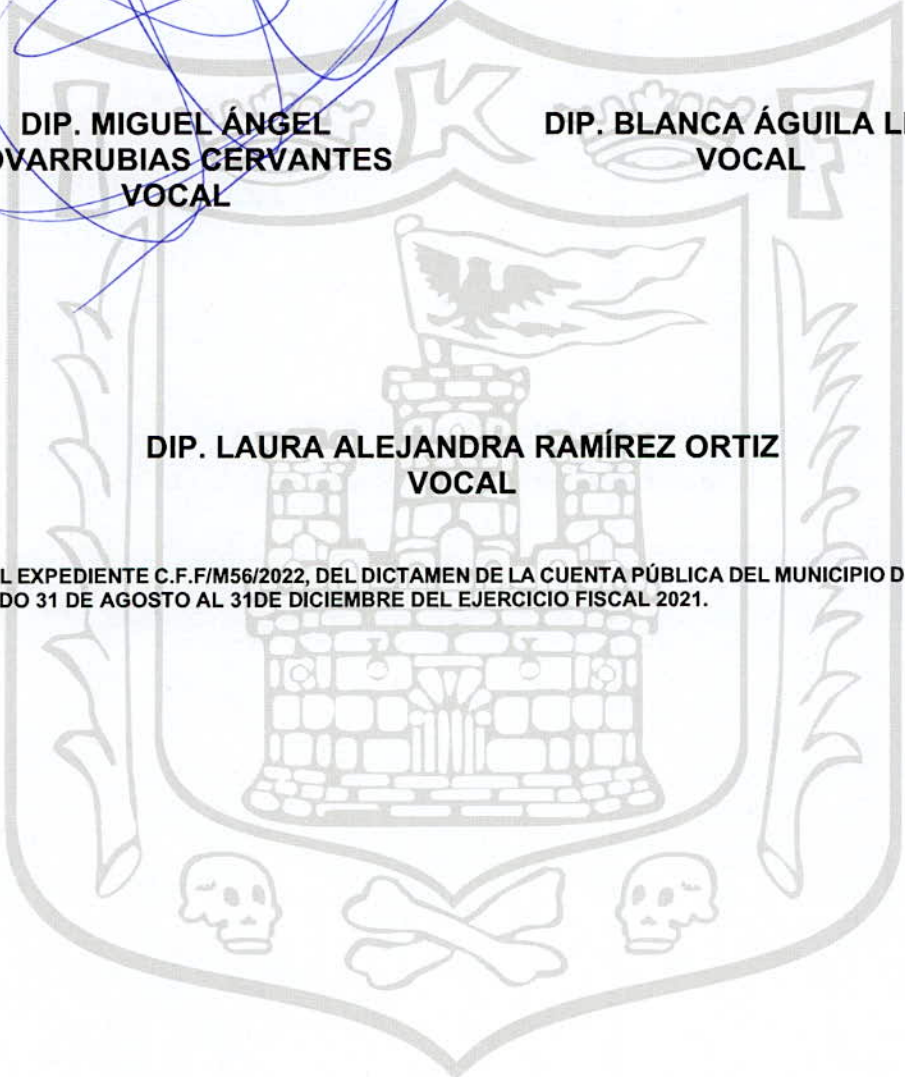 I K F
DIP. MIGUEL ÁNGEL
OVARRUBIAS CERVANTES
VOCAL
DIP. BLANCA ÁGUILA
VOCAL
DIP. LAURA ALEJANDRA RAMÍREZ ORTIZ
VOCAL
L EXPEDIENTE C.F.F/M56/2022, DEL DICTAMEN DE LA CUENTA PÚBLICA DEL MUNICIPIO D
DO 31 DE AGOSTO AL 31DE DICIEMBRE DEL EJERCICIO FISCAL 2021.